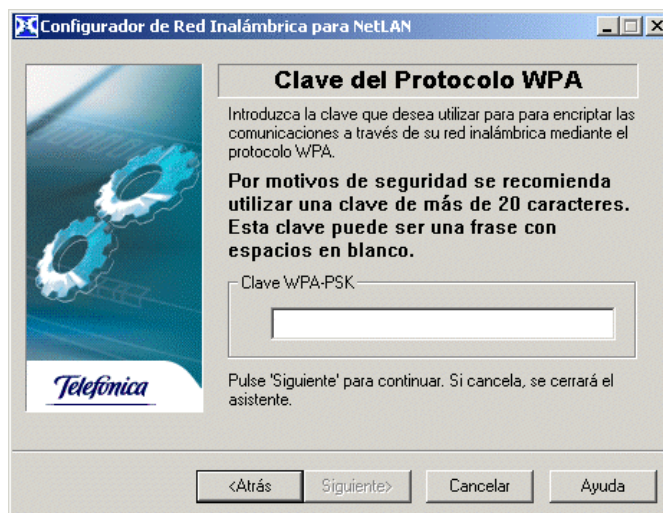 Configurador de Red Inalámbrica para NetLAN
Clave del Protocolo WPA
Introduzca la clave que desea utilizar para para encriptar las
comunicaciones a través de su red inalámbrica mediante el
protocolo WPA.
Por motivos de seguridad se recomienda
utilizar una clave de más de 20 caracteres.
Esta clave puede ser una frase con
espacios en blanco.
Clave WPA-PSK
Telefónica
Pulse 'Siguiente' para continuar. Si cancela, se cerrará el
asistente.
<Atrás
Siguiente>
Cancelar
Ayuda